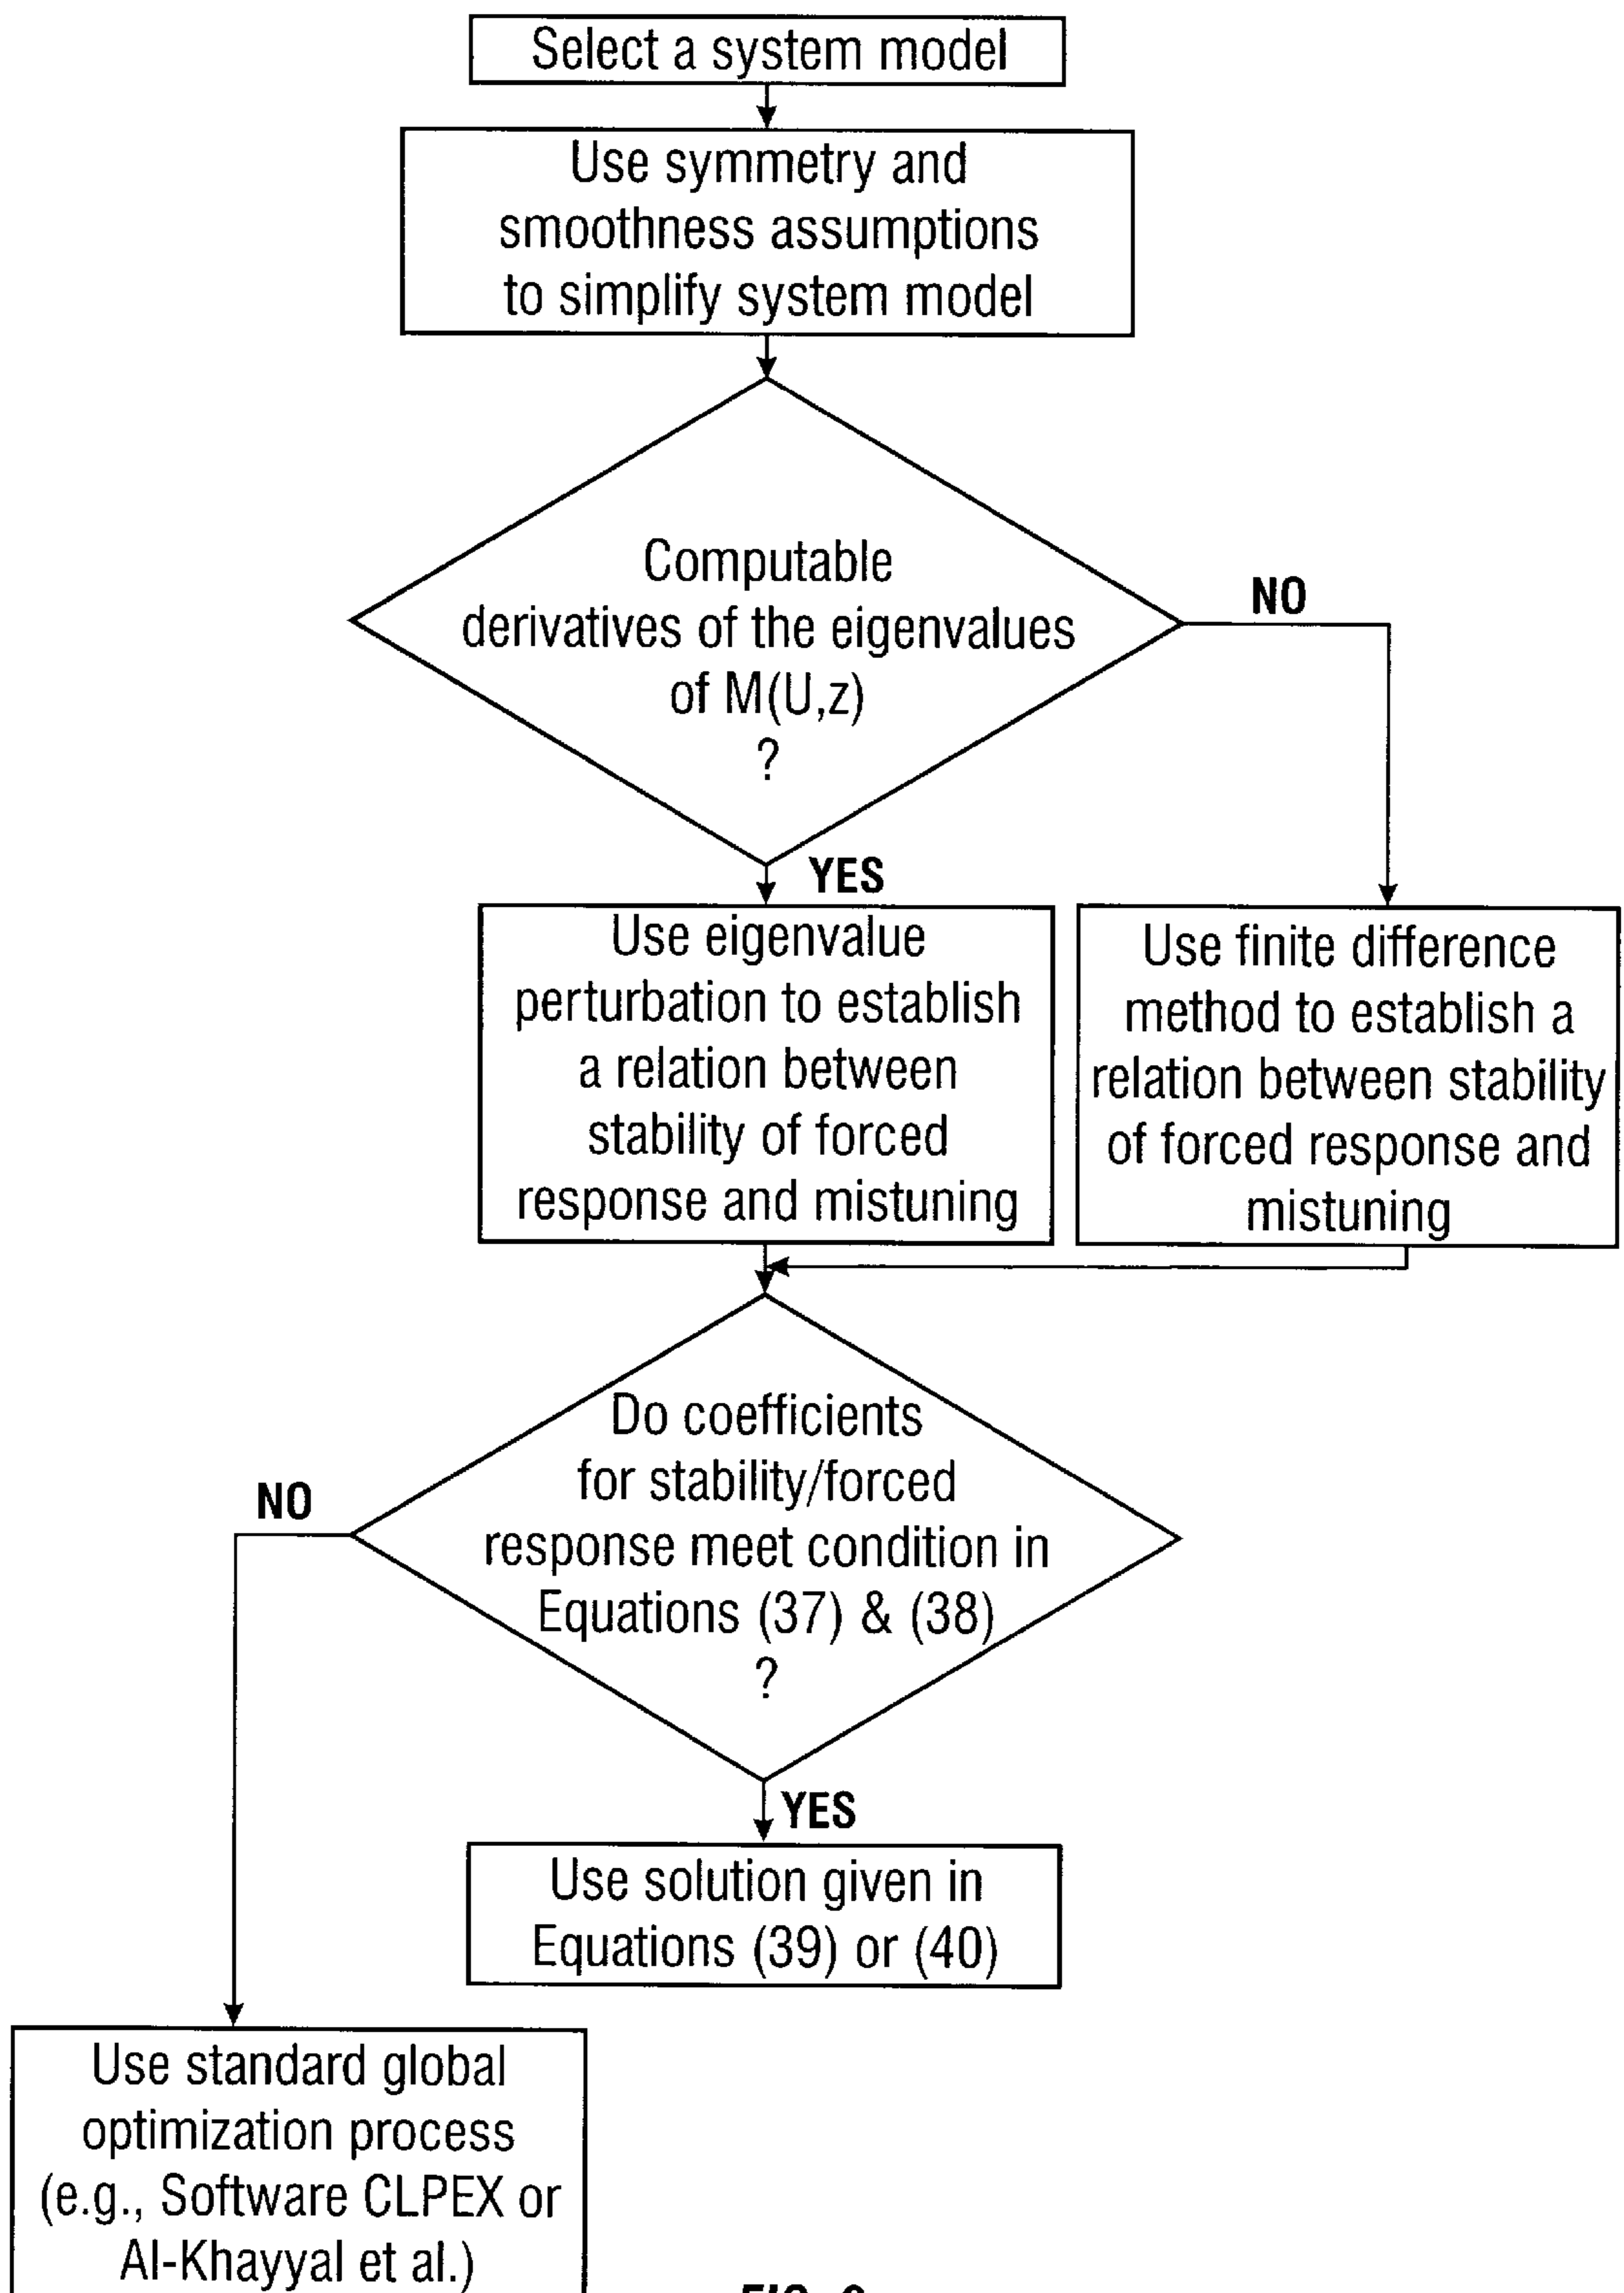 Select a system model
Use symmetry and
smoothness assumptions
to simplify system model
Computable
derivatives of the eigenvalues
of M(U,z)
?
NO
YES
Use eigenvalue
perturbation to establish
a relation between
stability of forced
response and mistuning
Use finite difference
method to establish a
relation between stability
of forced response and
mistuning
Do coefficients
for stability/forced
response meet condition in
Equations (37) & (38)
?
NO
YES
Use solution given in
Equations (39) or (40)
Use standard global
optimization process
(e.g., Software CLPEX or
Al-Khayyal et al.)
FIG.